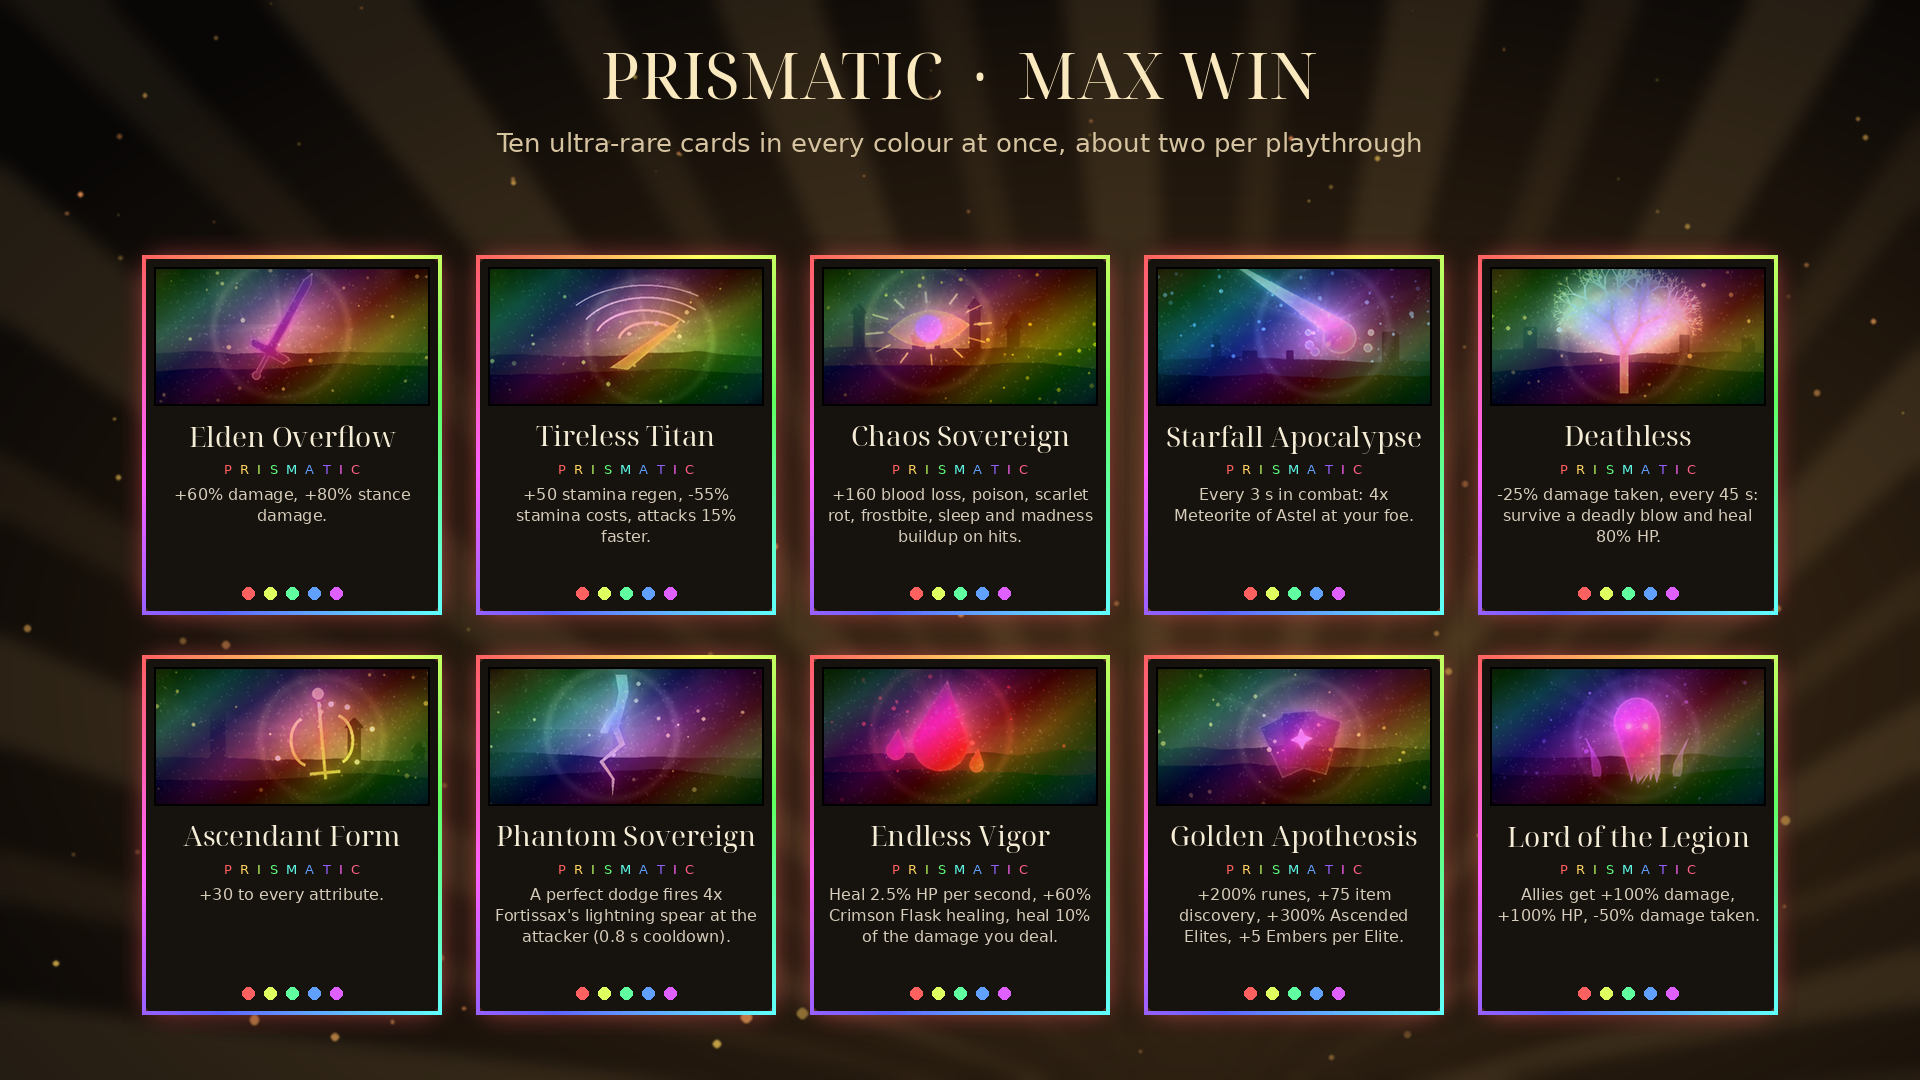 PRISMATIC · MAX WIN
Ten ultra-rare cards in every colour at once, about two per playthrough
Elden Overflow
PRISMATIC
+60% damage, +80% stance
damage.
Tireless Titan
PRISMATIC
+50 stamina regen, -55%
stamina costs, attacks 15%
faster.
Chaos Sovereign
PRISMATIC
+160 blood loss, poison, scarlet
rot, frostbite, sleep and madness
buildup on hits.
Starfall Apocalypse
PRISMATIC
Every 3 s in combat: 4x
Meteorite of Astel at your foe.
Deathless
PRISMATIC
-25% damage taken, every 45 s:
survive a deadly blow and heal
80% HP.
Ascendant Form
PRISMATIC
+30 to every attribute.
Phantom Sovereign
PRISMATIC
A perfect dodge fires 4x
Fortissax's lightning spear at the
attacker (0.8 s cooldown).
Endless Vigor
PRISMATIC
Heal 2.5% HP per second, +60%
Crimson Flask healing, heal 10%
of the damage you deal.
Golden Apotheosis
PRISMATIC
+200% runes, +75 item
discovery, +300% Ascended
Elites, +5 Embers per Elite.
Lord of the Legion
PRISMATIC
Allies get +100% damage,
+100% HP, -50% damage taken.